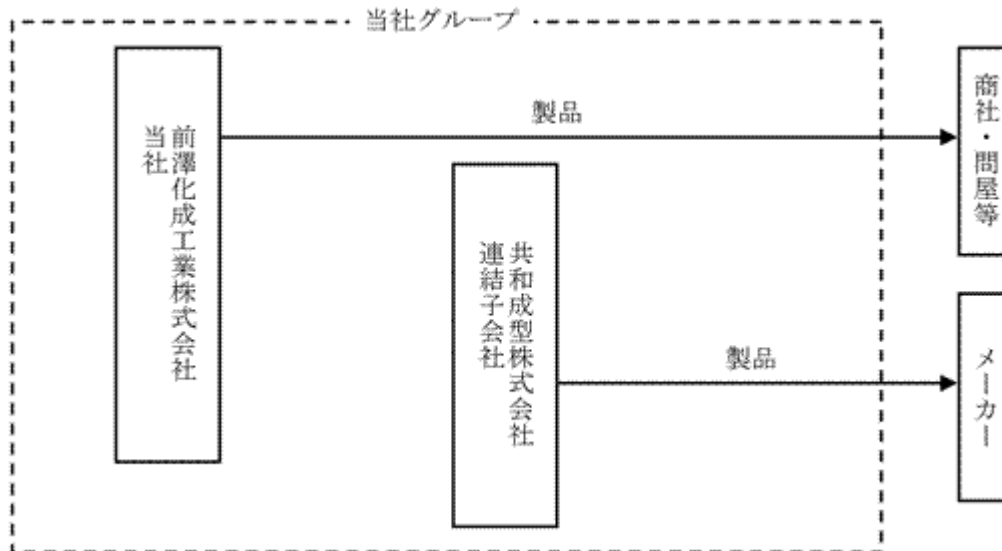 当社グループ
前澤化成工業株式会社
当社
製品
商社・問屋等
共和成型株式会社
連結子会社
製品
メーカー